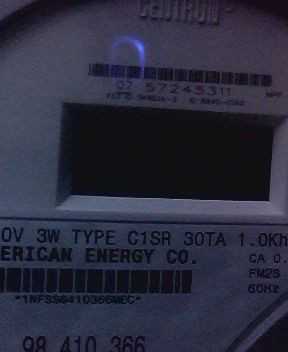 CENTRON
07 57245311
0V 3W TYPE C1SR 30TA 1.0Kh
ERICAN ENERGY CO.
CA 0.
FM2S
60Hz
*1NFS98410366MEC*
98 410 366